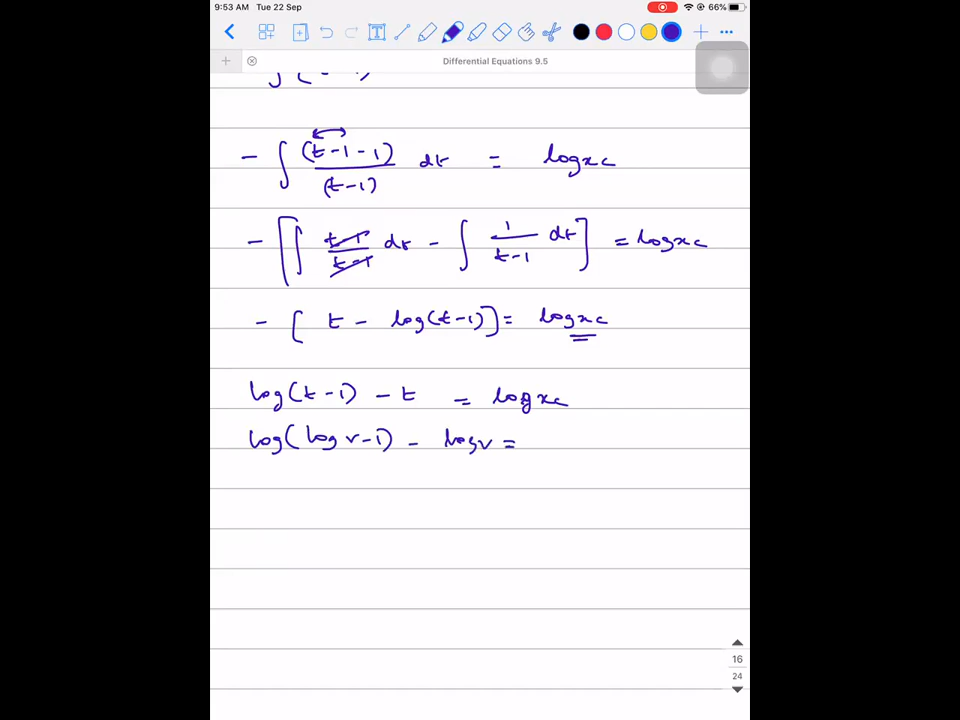 9:53 AM Tue 22 Sep 66%
Differential Equations 9.5
- ∫ (t-1-1)/(t-1) dt = log xc
- [ ∫ t-1/t-1 dt - ∫ 1/t-1 dt ] = log xc
- [ t - log(t-1) ] = log xc
log(t-1) - t = log xc
log(log v-1) - log v =
16
24